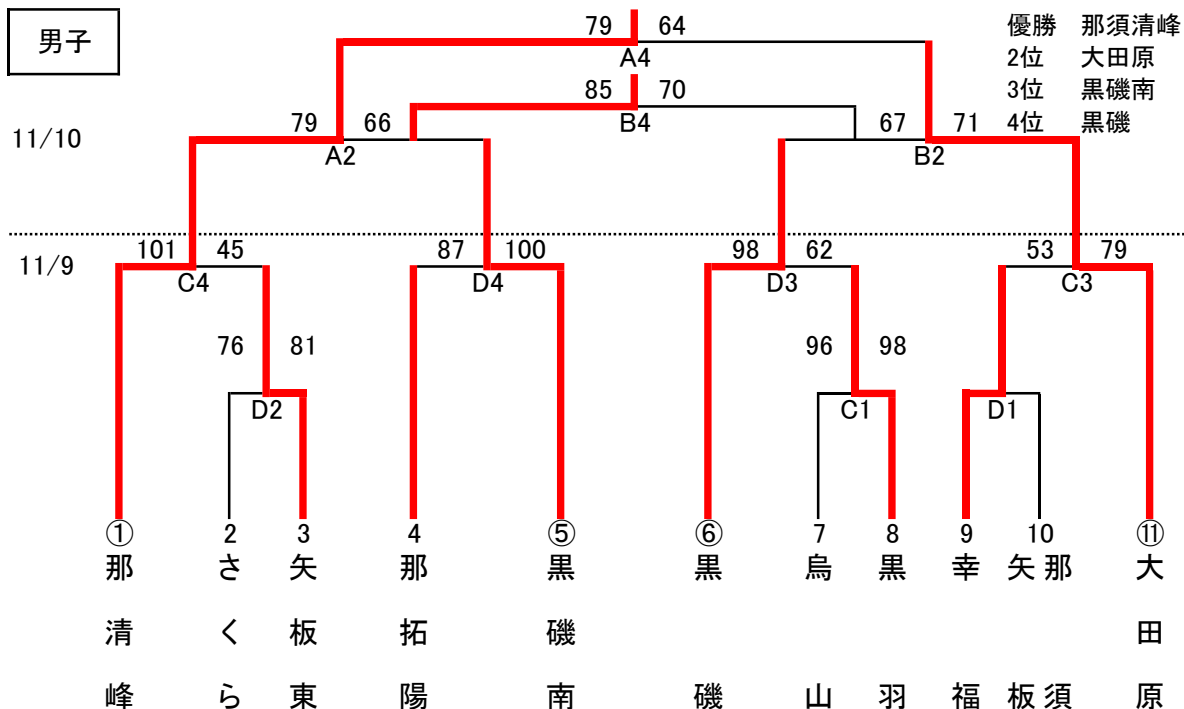 男子
優勝 那須清峰
2位 大田原
3位 黒磯南
4位 黒磯
79 64
A4
85 70
B4
11/10
79 66
A2
67 71
B2
11/9
101 45
C4
87 100
D4
98 62
D3
53 79
C3
76 81
D2
96 98
C1
D1
① 2 3 4 ⑤ ⑥ 7 8 9 10 ⑪
那清峰
さくら
矢板東
那拓陽
黒磯南
黒磯
烏山
黒羽
幸福
矢板
那須
大田原